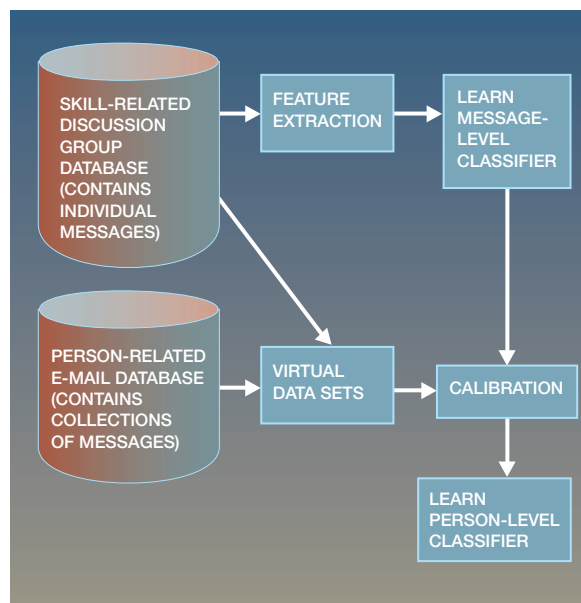 SKILL-RELATED
DISCUSSION
GROUP
DATABASE
(CONTAINS
INDIVIDUAL
MESSAGES)
FEATURE
EXTRACTION
LEARN
MESSAGE-
LEVEL
CLASSIFIER
PERSON-RELATED
E-MAIL DATABASE
(CONTAINS
COLLECTIONS
OF MESSAGES)
VIRTUAL
DATA SETS
CALIBRATION
LEARN
PERSON-LEVEL
CLASSIFIER